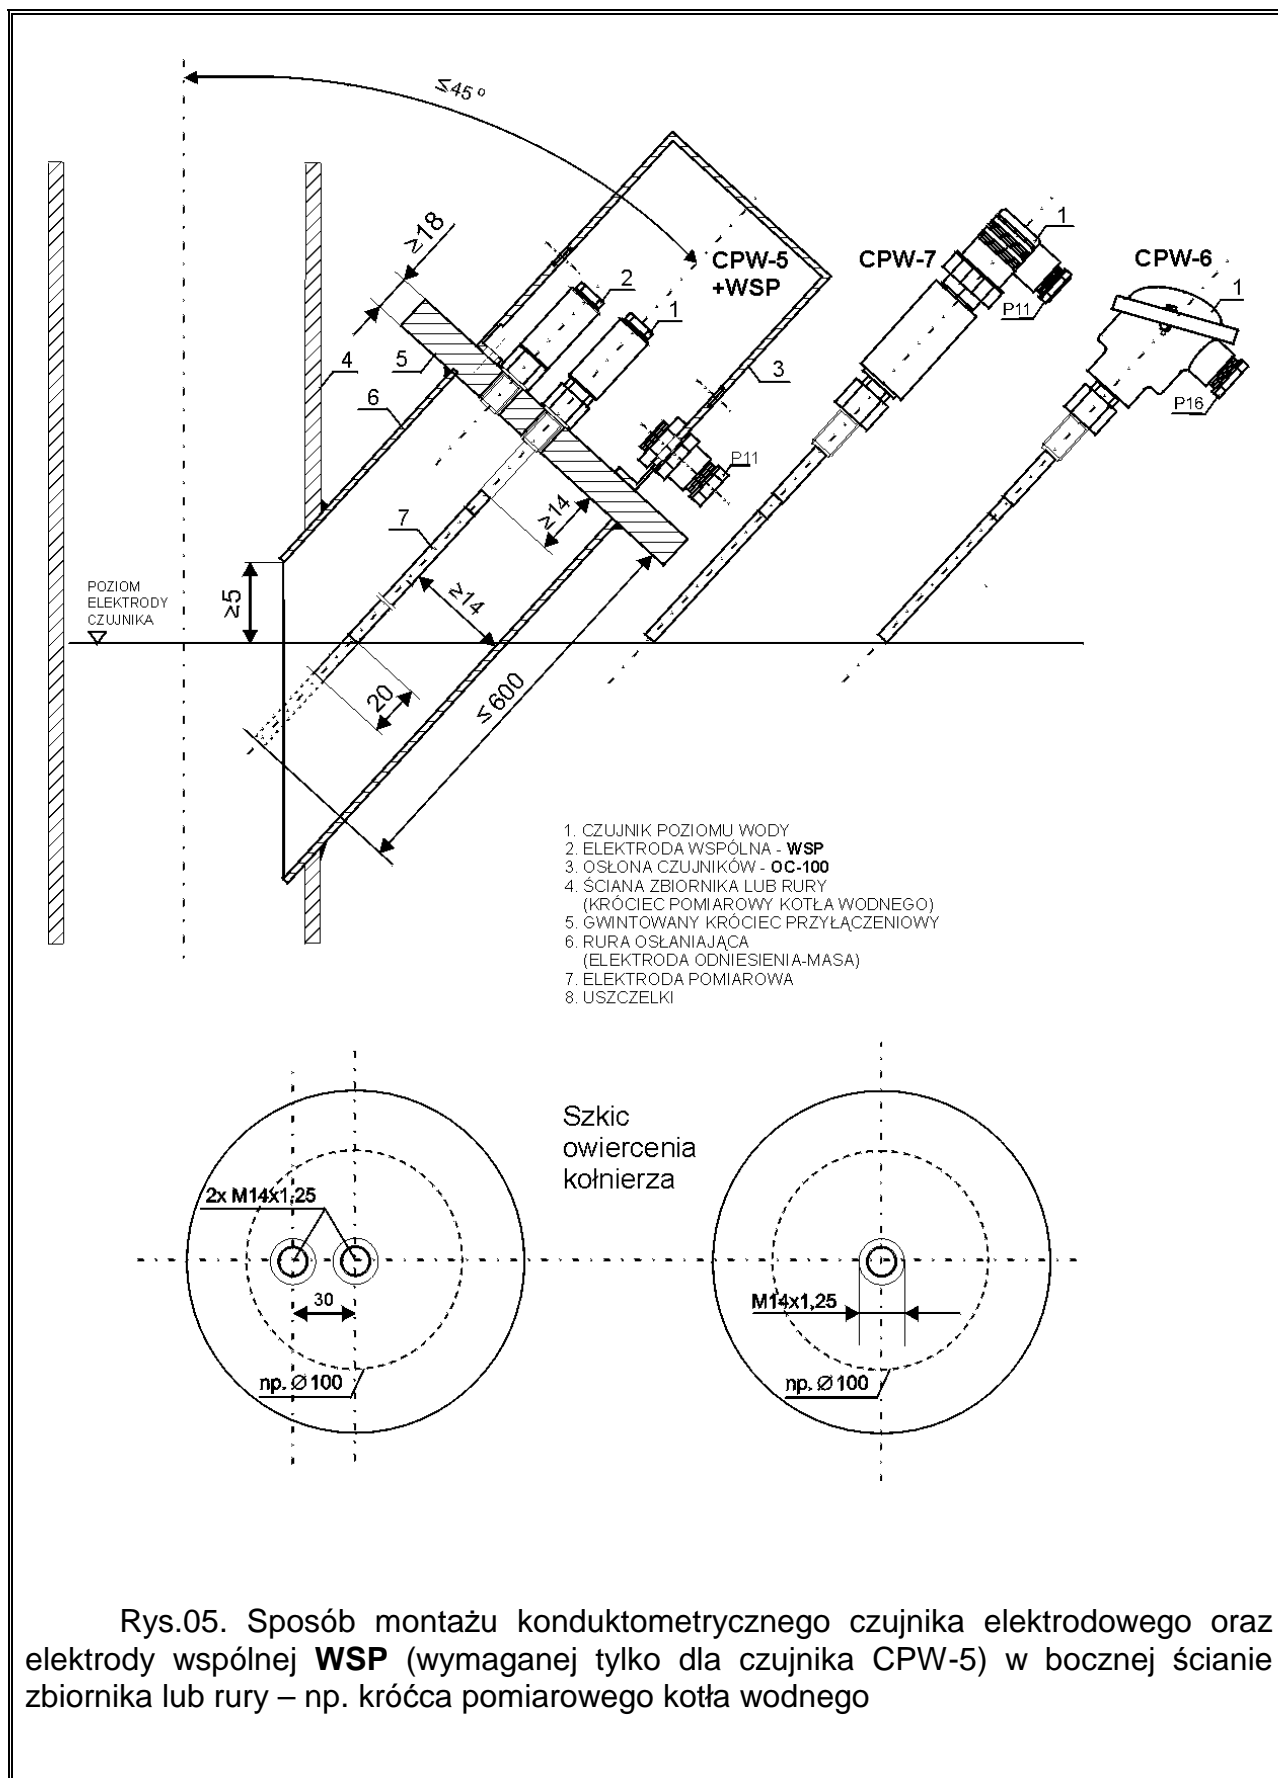 ≤45°
≥18
2
1
CPW-5
+WSP
CPW-7
1
P11
CPW-6
1
P16
4
5
6
3
P11
7
≥14
≥14
≥5
POZIOM
ELEKTRODY
CZUJNIKA
20
≤600
1. CZUJNIK POZIOMU WODY
2. ELEKTRODA WSPÓLNA - WSP
3. OSŁONA CZUJNIKÓW - OC-100
4. ŚCIANA ZBIORNIKA LUB RURY
(KRÓCIEC POMIAROWY KOTŁA WODNEGO)
5. GWINTOWANY KRÓCIEC PRZYŁĄCZENIOWY
6. RURA OSŁANIAJĄCA
(ELEKTRODA ODNIESIENIA-MASA)
7. ELEKTRODA POMIAROWA
8. USZCZELKI
Szkic
owiercenia
kołnierza
2x M14x1,25
30
np. Ø100
M14x1,25
np. Ø100
Rys.05. Sposób montażu konduktometrycznego czujnika elektrodowego oraz
elektrody wspólnej WSP (wymaganej tylko dla czujnika CPW-5) w bocznej ścianie
zbiornika lub rury – np. króćca pomiarowego kotła wodnego